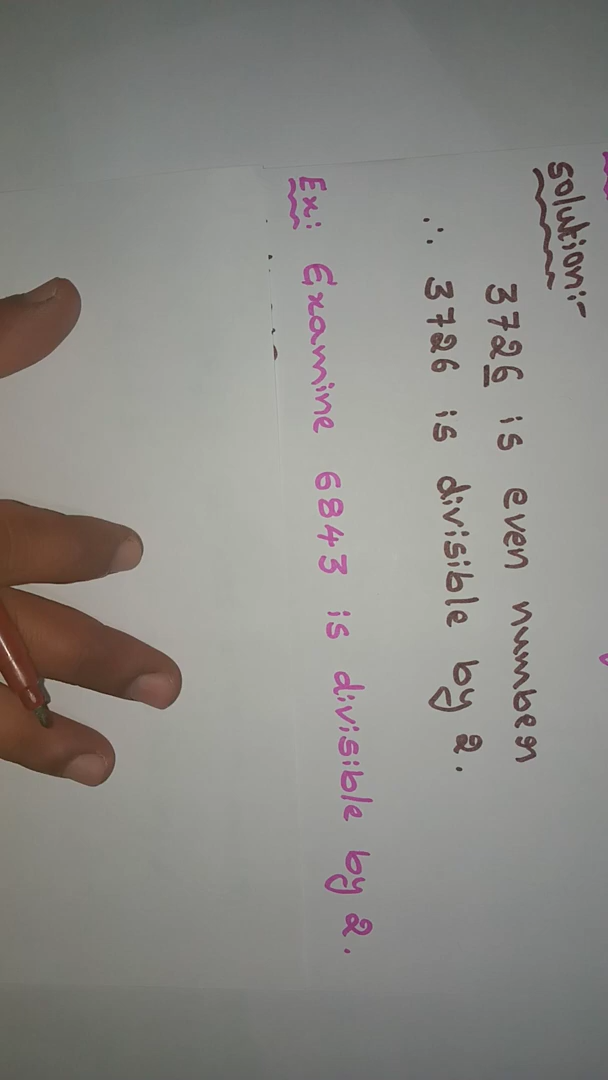 Solution:-
3726 is even number
∴ 3726 is divisible by 2.
Ex: Examine 6843 is divisible by 2.